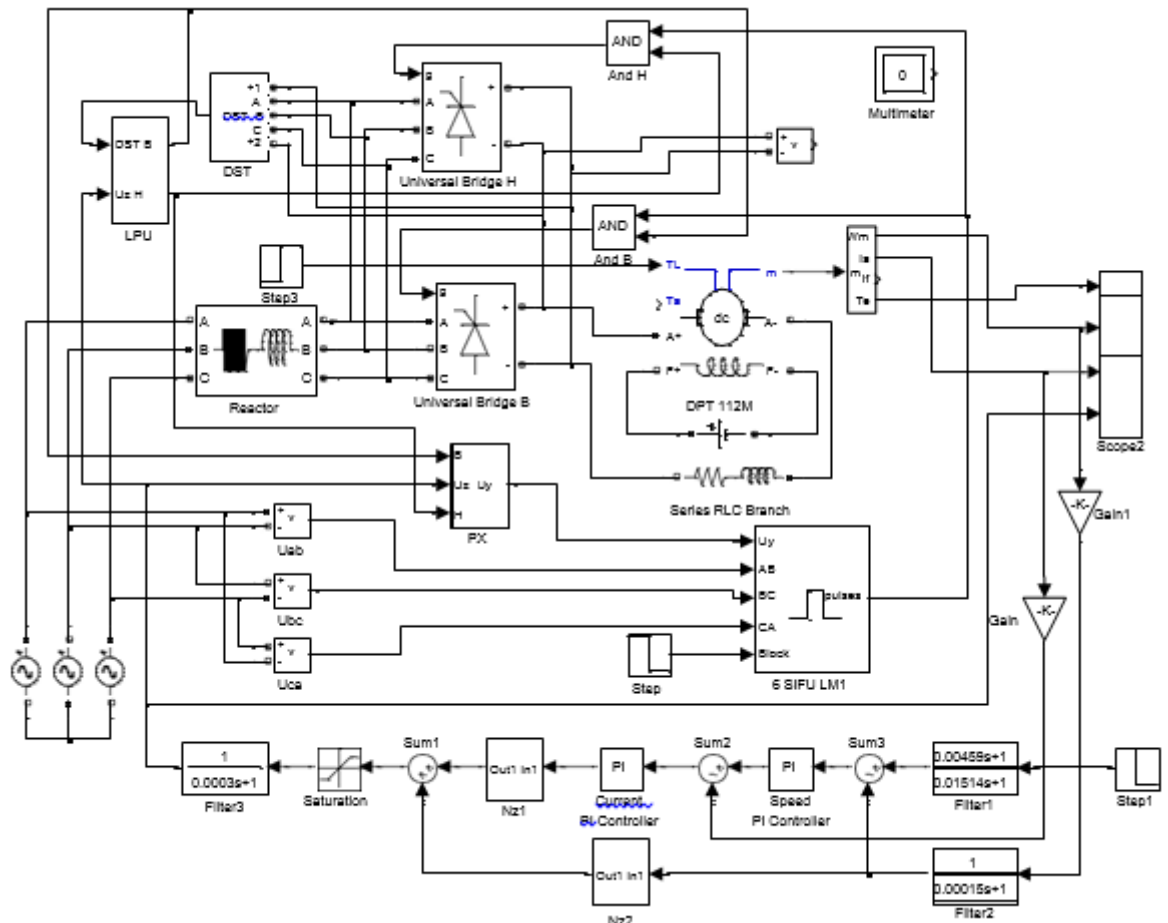 AND
And H
0
Multimeter
+1
A
DST S
C
+2
DST
g
A
B
C
+
-
Universal Bridge H
+
-
v
DST S
Uz H
LPU
AND
And B
Step3
TL
m
Te
dc
A+
A-
F+
F-
DPT 112M
Wm
Ia
m If
Te
Scope2
A
B
C
A
B
C
Reactor
g
A
B
C
+
-
Universal Bridge B
Series RLC Branch
B
Uz Uy
H
PX
+
-
v
Uab
+
-
v
Ubc
+
-
v
Uca
Uy
AB
BC
CA
Block
pulses
6 SIFU LM1
Step
-K-
Gain1
-K-
Gain
1
0.0003s+1
Filter3
Saturation
Sum1
+
+
Out1 In1
Nz1
PI
Current
PI Controller
Sum2
PI
Speed
PI Controller
Sum3
0.00459s+1
0.01514s+1
Filter1
Step1
Out1 In1
Nz2
1
0.00015s+1
Filter2